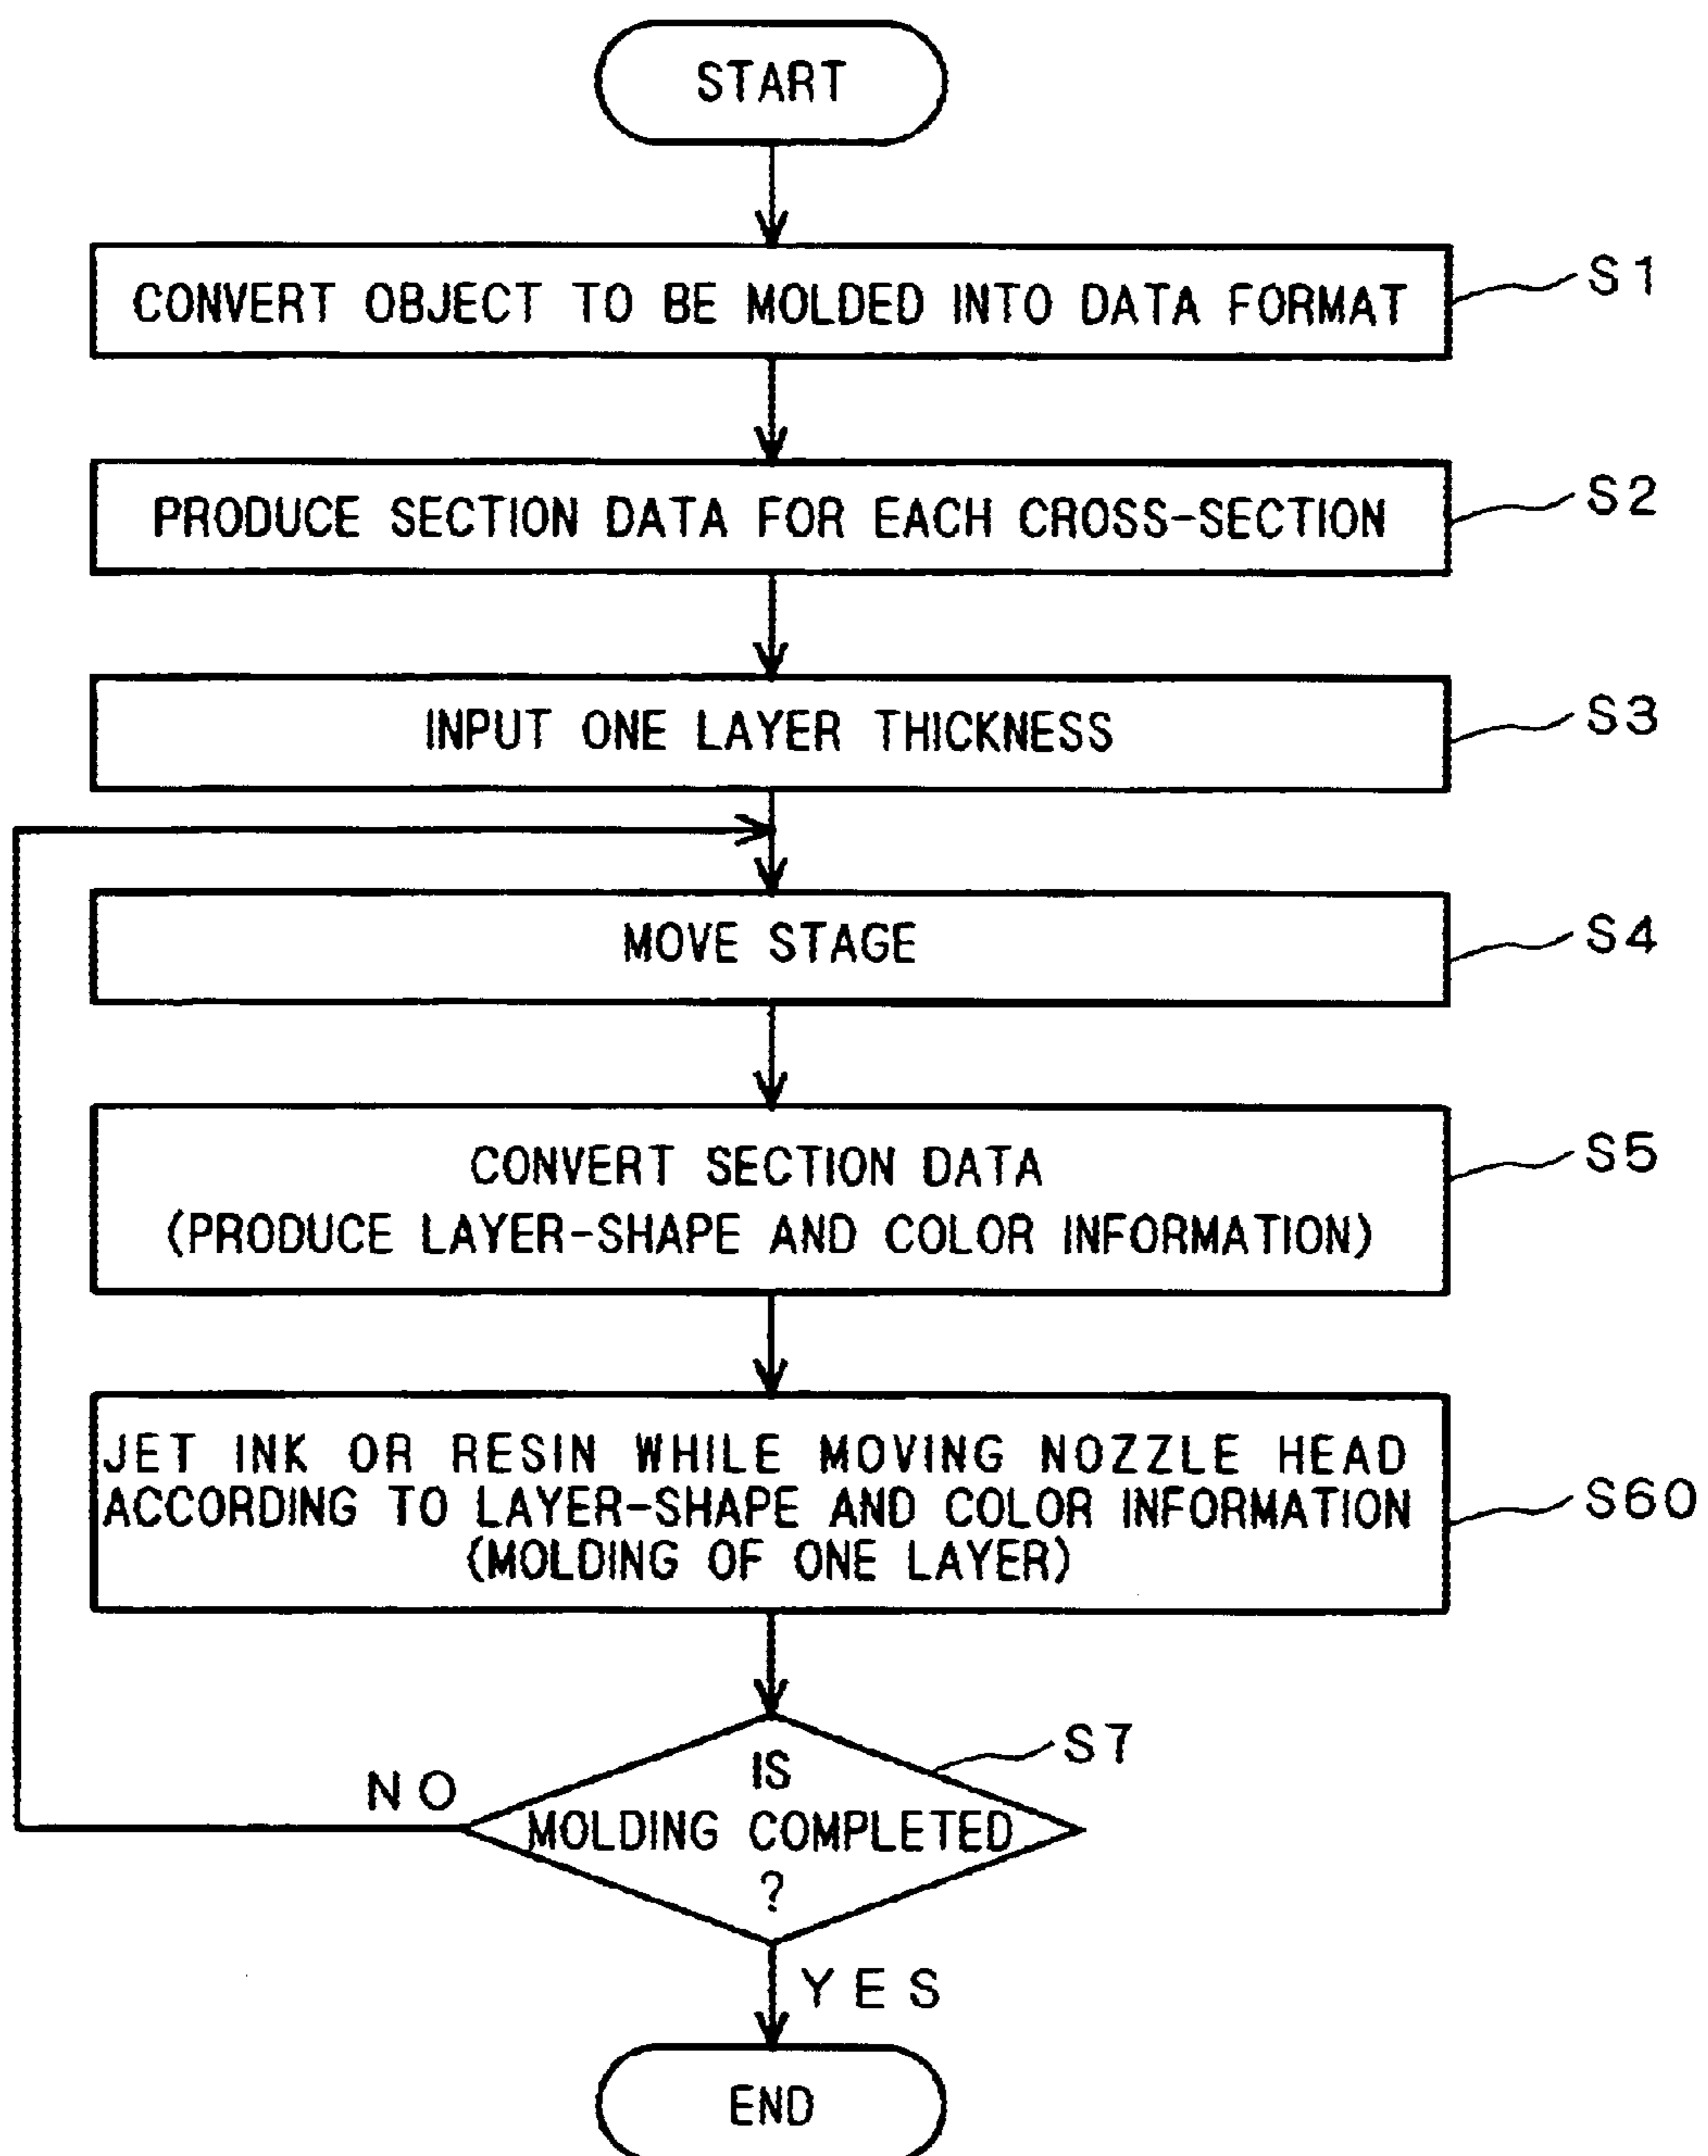 START
CONVERT OBJECT TO BE MOLDED INTO DATA FORMAT
S1
PRODUCE SECTION DATA FOR EACH CROSS-SECTION
S2
INPUT ONE LAYER THICKNESS
S3
MOVE STAGE
S4
CONVERT SECTION DATA
(PRODUCE LAYER-SHAPE AND COLOR INFORMATION)
S5
JET INK OR RESIN WHILE MOVING NOZZLE HEAD
ACCORDING TO LAYER-SHAPE AND COLOR INFORMATION
(MOLDING OF ONE LAYER)
S60
IS
MOLDING COMPLETED
?
S7
NO
YES
END